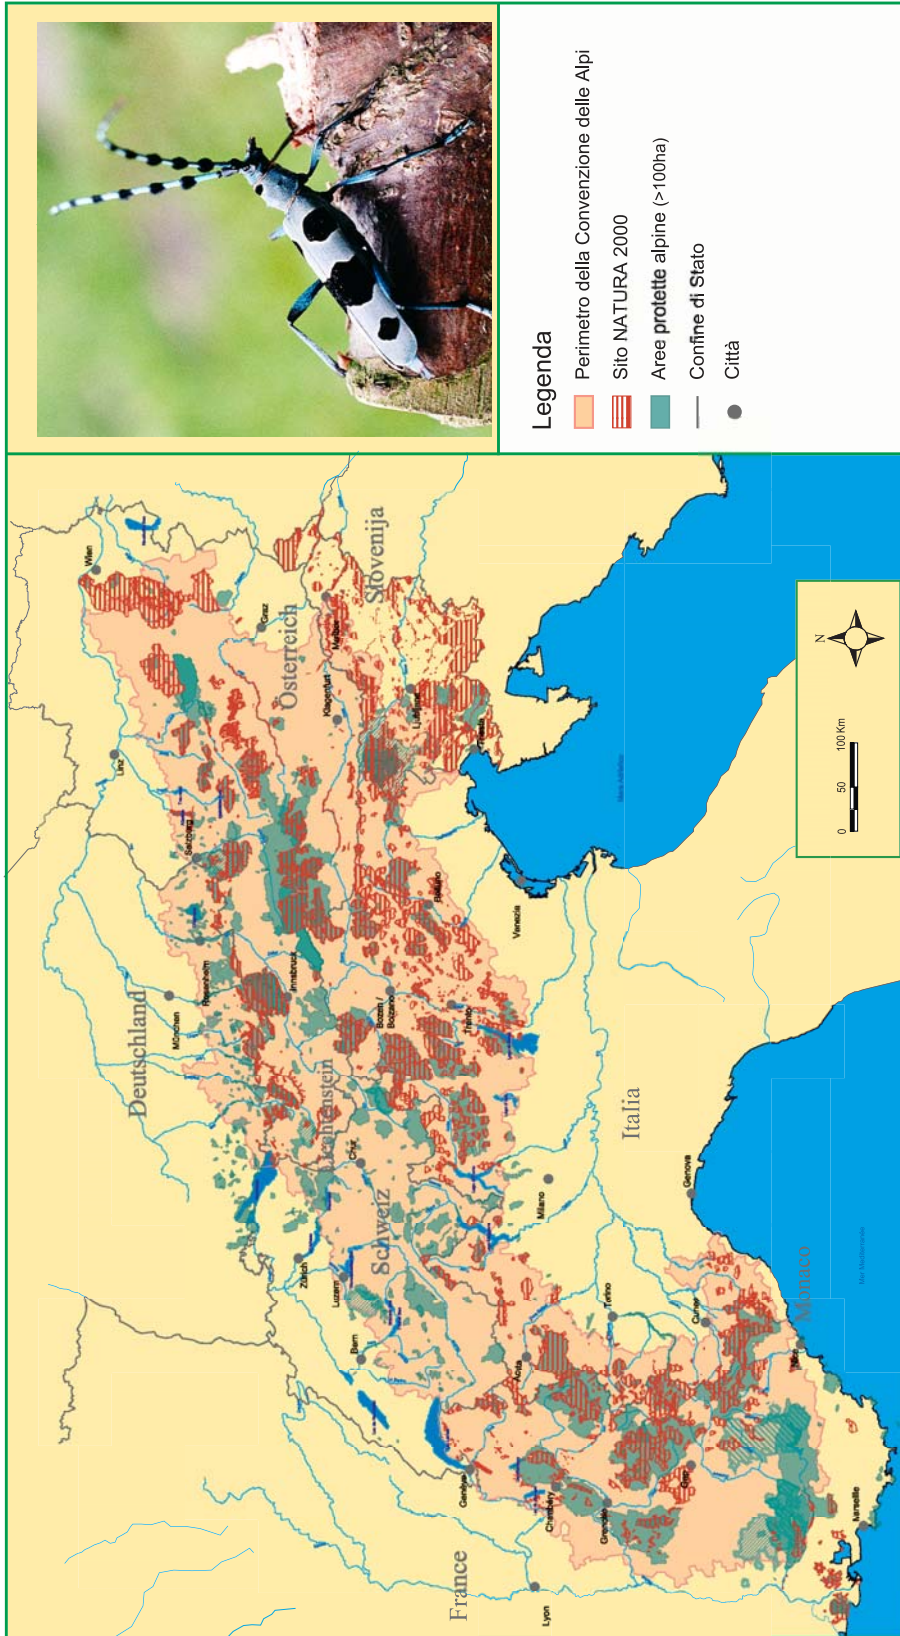 Legenda
Perimetro della Convenzione delle Alpi
Sito NATURA 2000
Aree protette alpine (>100ha)
Confine di Stato
Città
N
0 50 100 Km
Deutschland
Österreich
Slovenija
Liechtenstein
Schweiz
Italia
France
Monaco
Wien
Linz
Graz
Salzburg
Maribor
Klagenfurt
Ljubljana
Trieste
München
Rosenheim
Innsbruck
Bozen /
Bolzano
Belluno
Trento
Venezia
Zürich
Chur
Luzern
Bern
Milano
Genova
Torino
Cuneo
Aosta
Nice
Genève
Chambéry
Grenoble
Gap
Lyon
Marseille
Mar Mediterraneo